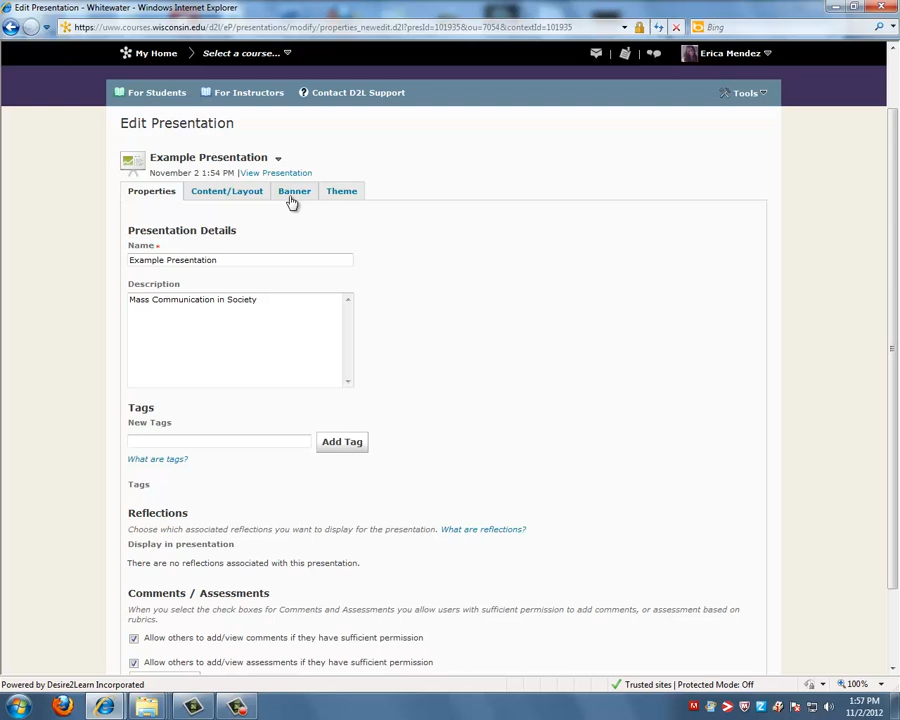 Edit Presentation - Whitewater - Windows Internet Explorer
https://uww.courses.wisconsin.edu/d2l/eP/presentations/modify/properties_newedit.d2l?presId=101935&ou=7054&contextId=101935
Bing
My Home
Select a course...
Erica Mendez
For Students
For Instructors
Contact D2L Support
Tools
Edit Presentation
Example Presentation
November 2 1:54 PM |View Presentation
Properties
Content/Layout
Banner
Theme
Presentation Details
Name *
Example Presentation
Description
Mass Communication in Society
Tags
New Tags
Add Tag
What are tags?
Tags
Reflections
Choose which associated reflections you want to display for the presentation. What are reflections?
Display in presentation
There are no reflections associated with this presentation.
Comments / Assessments
When you select the check boxes for Comments and Assessments you allow users with sufficient permission to add comments, or assessment based on
rubrics.
Allow others to add/view comments if they have sufficient permission
Allow others to add/view assessments if they have sufficient permission
Powered by Desire2Learn Incorporated
Trusted sites | Protected Mode: Off
100%
1:57 PM
11/2/2012